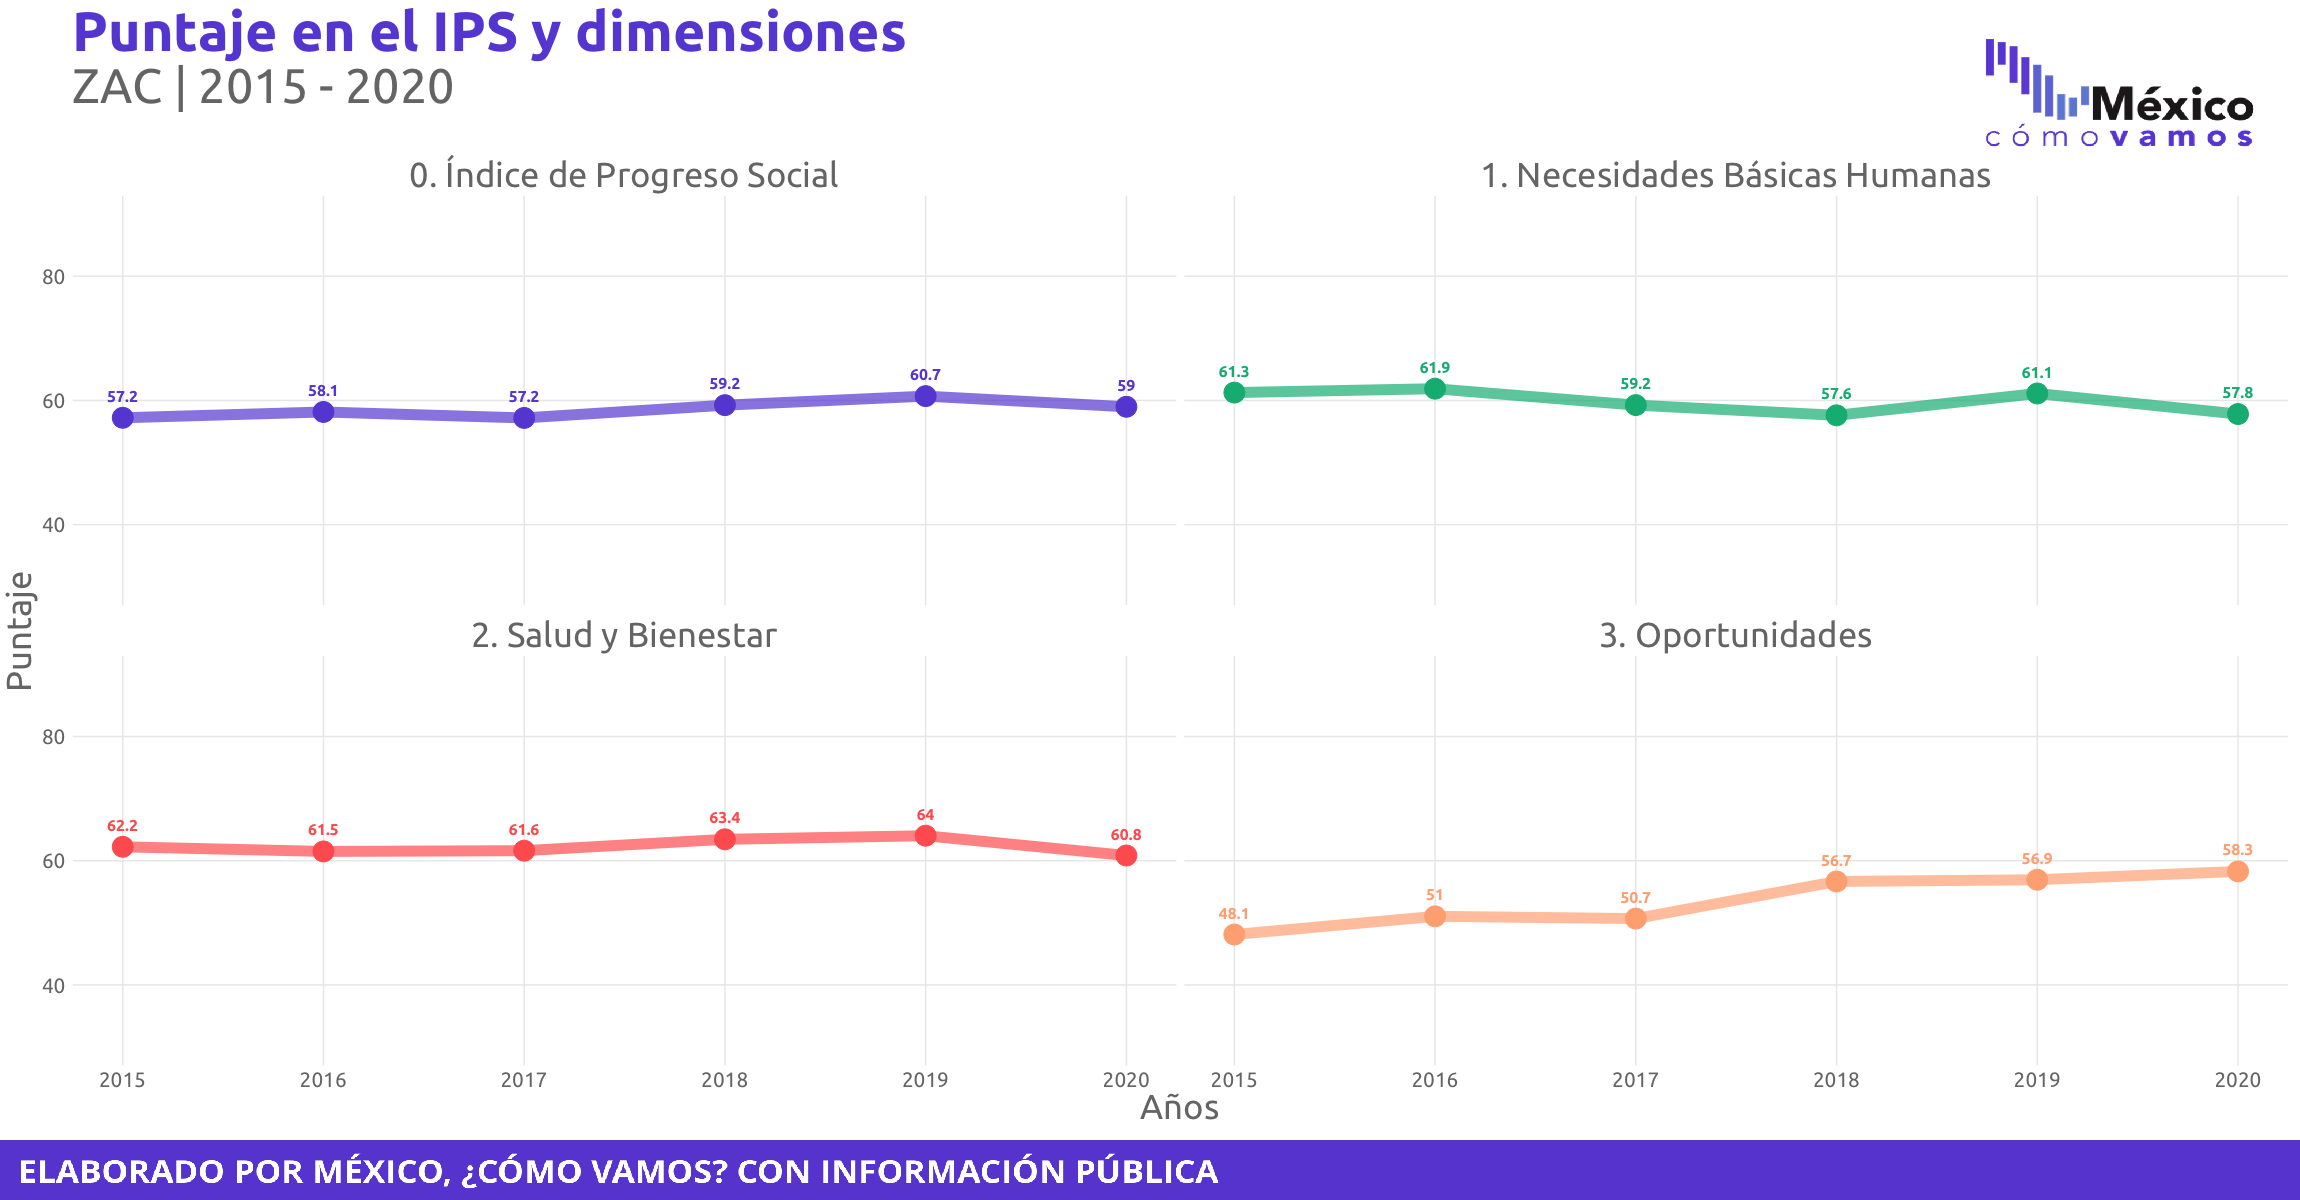 Puntaje en el IPS y dimensiones
ZAC | 2015 - 2020
México
cómo vamos
0. Índice de Progreso Social
80
60
40
57.2
58.1
57.2
59.2
60.7
59
1. Necesidades Básicas Humanas
61.3
61.9
59.2
57.6
61.1
57.8
Puntaje
2. Salud y Bienestar
80
60
40
62.2
61.5
61.6
63.4
64
60.8
3. Oportunidades
48.1
51
50.7
56.7
56.9
58.3
2015 2016 2017 2018 2019 2020
2015 2016 2017 2018 2019 2020
Años
ELABORADO POR MÉXICO, ¿CÓMO VAMOS? CON INFORMACIÓN PÚBLICA